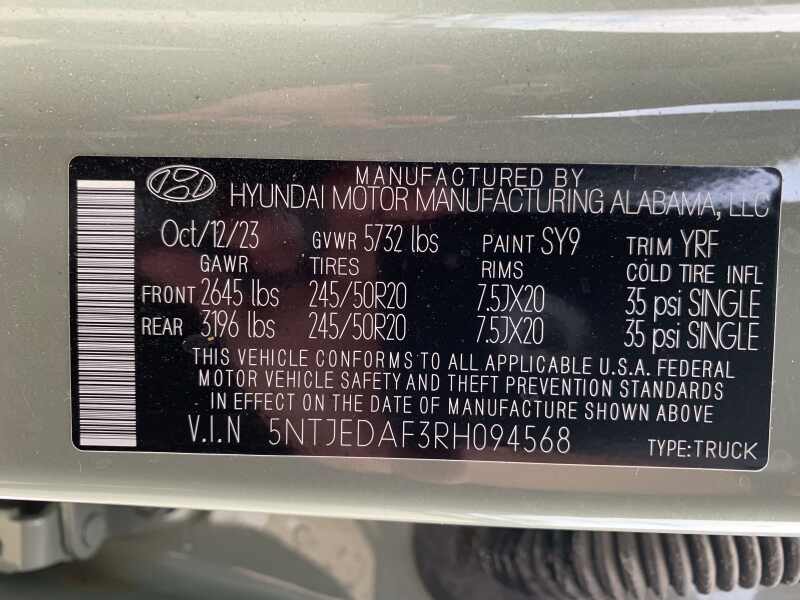 MANUFACTURED BY
HYUNDAI MOTOR MANUFACTURING ALABAMA, LLC
Oct/12/23 GVWR 5732 lbs PAINT SY9 TRIM YRF
GAWR TIRES RIMS COLD TIRE INFL
FRONT 2645 lbs 245/50R20 7.5JX20 35 psi SINGLE
REAR 3196 lbs 245/50R20 7.5JX20 35 psi SINGLE
THIS VEHICLE CONFORMS TO ALL APPLICABLE U.S.A. FEDERAL
MOTOR VEHICLE SAFETY AND THEFT PREVENTION STANDARDS
IN EFFECT ON THE DATE OF MANUFACTURE SHOWN ABOVE
V.I.N 5NTJEDAF3RH094568 TYPE:TRUCK